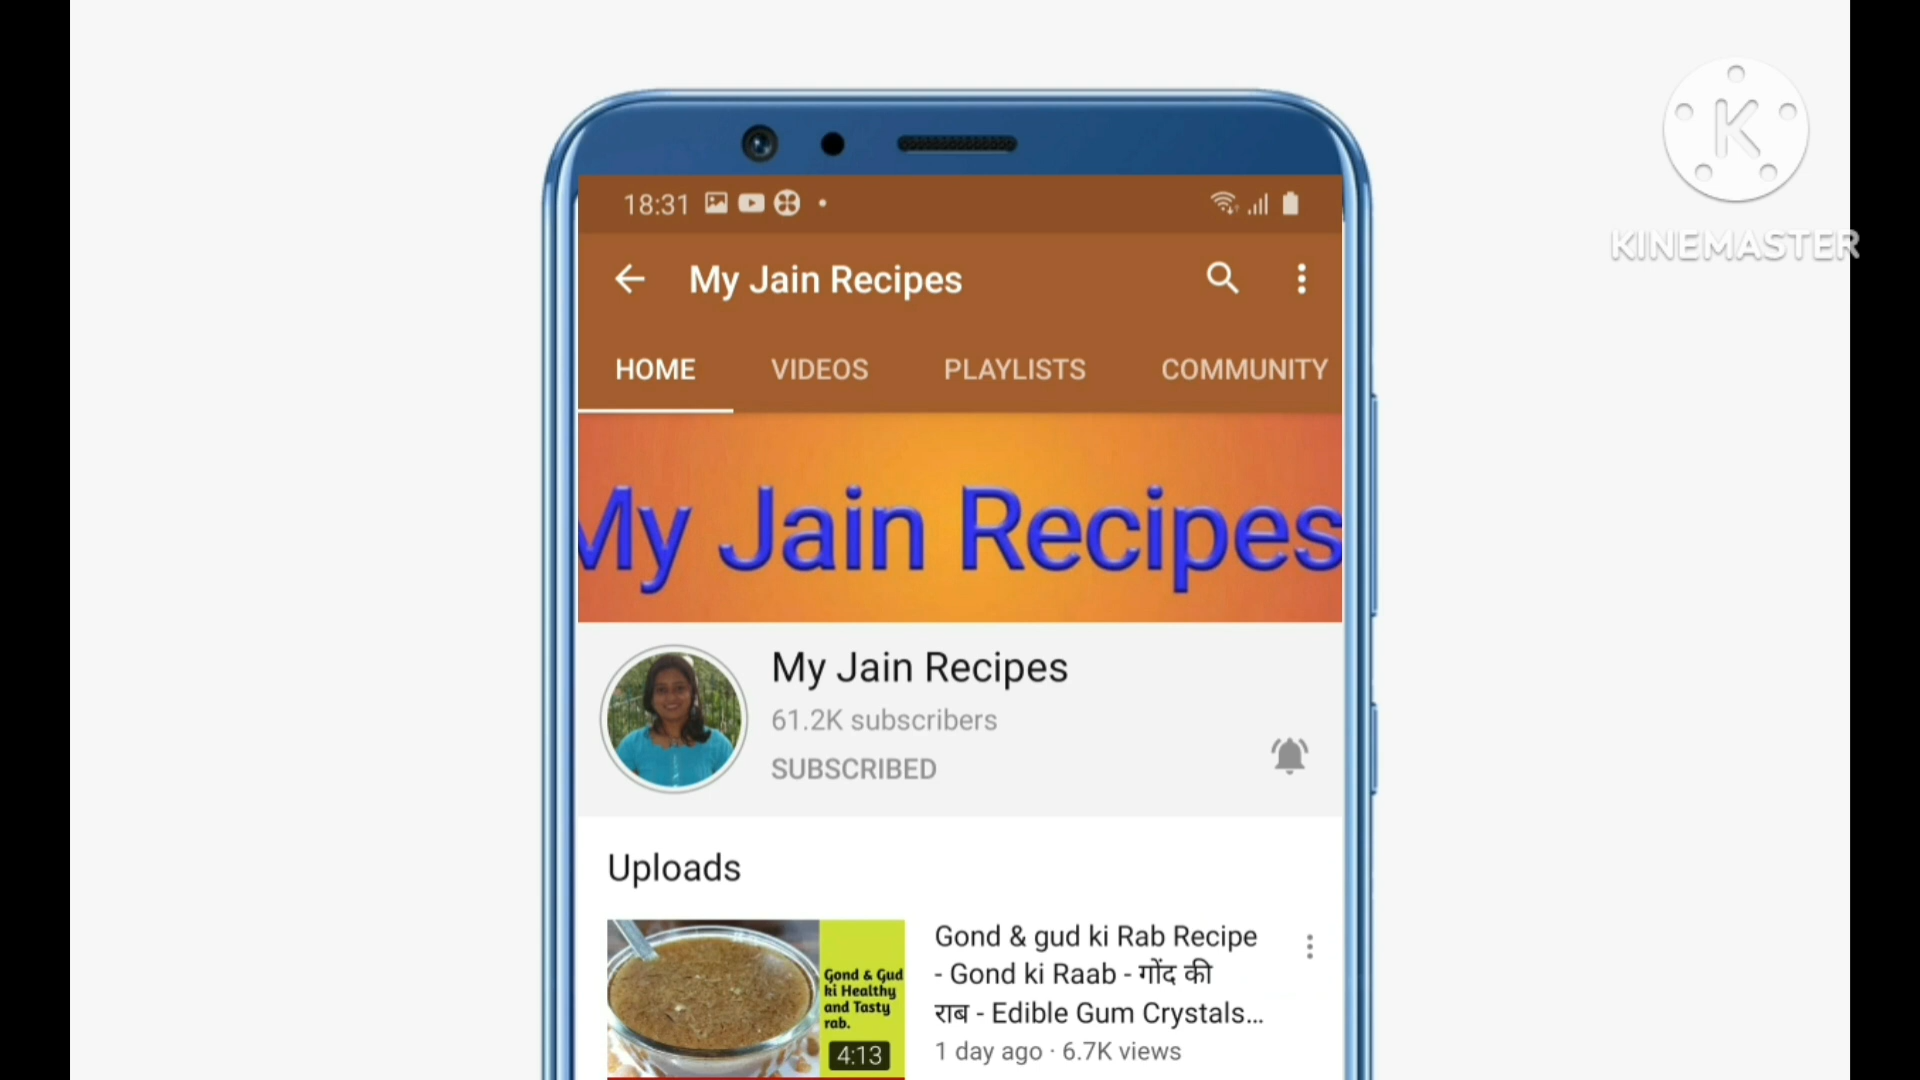 K
KINEMASTER
18:31
My Jain Recipes
HOME VIDEOS PLAYLISTS COMMUNITY
My Jain Recipes
My Jain Recipes
61.2K subscribers
SUBSCRIBED
Uploads
Gond & Gud
ki Healthy
and Tasty
rab.
4:13
Gond & gud ki Rab Recipe
- Gond ki Raab - गोंद की
राब - Edible Gum Crystals...
1 day ago · 6.7K views